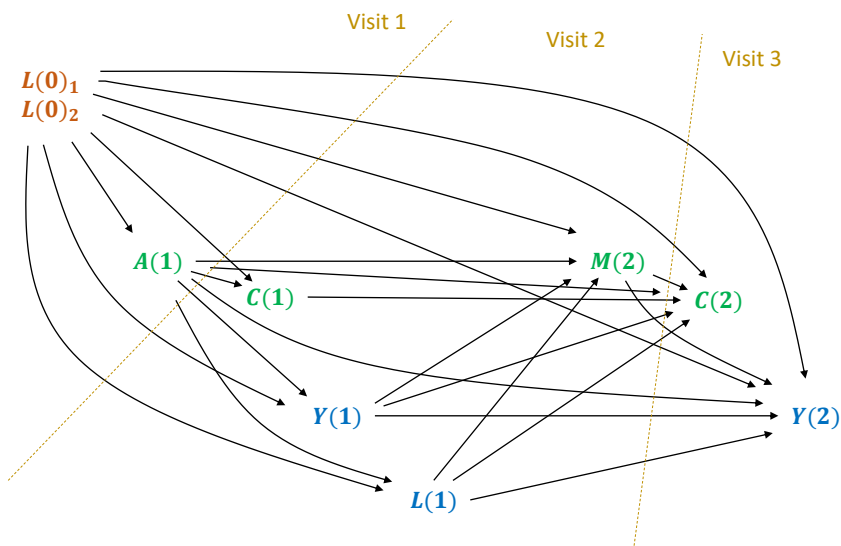 Visit 1
Visit 2
Visit 3
L(0)₁
L(0)₂
A(1)
M(2)
C(1)
C(2)
Y(1)
Y(2)
L(1)